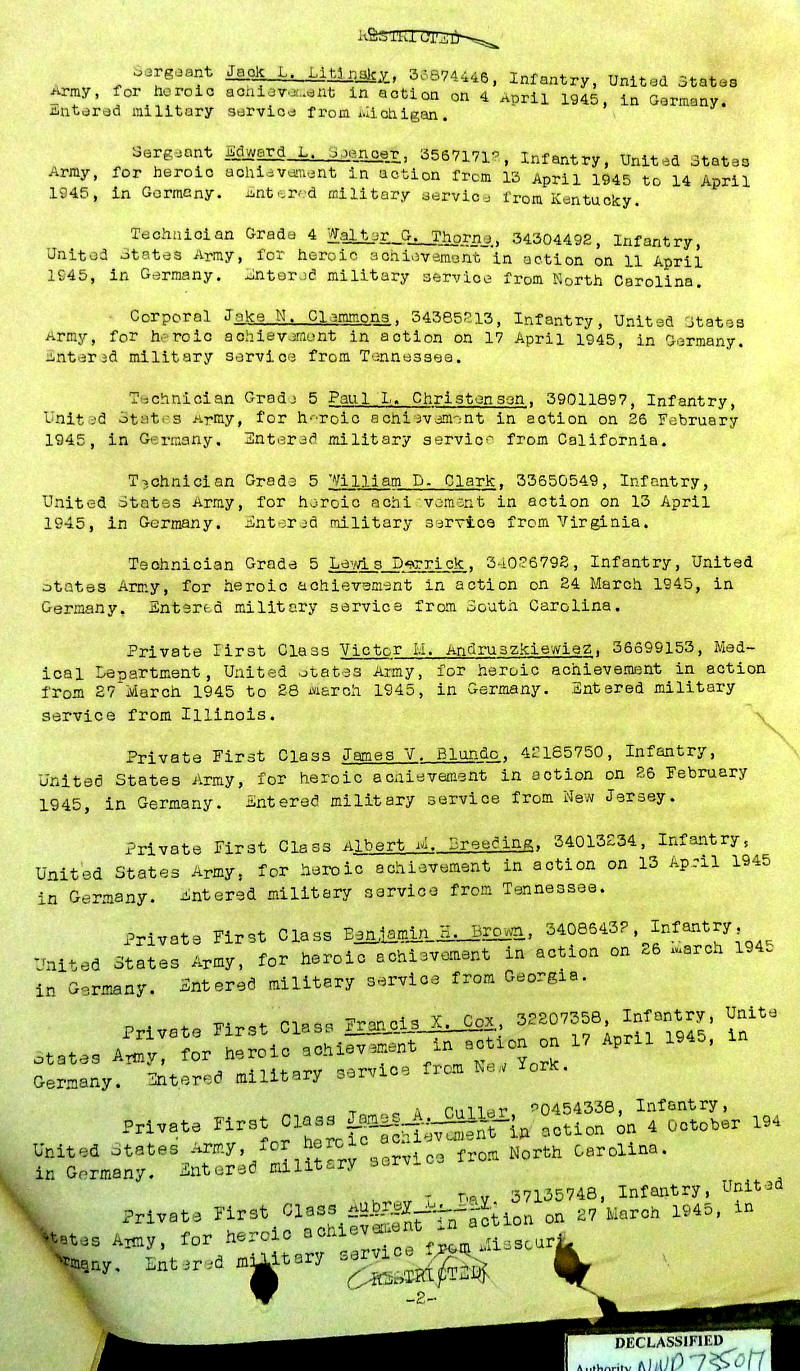 RESTRICTED
Sergeant Jack L. Litinsky, 36874446, Infantry, United States
Army, for heroic achievement in action on 4 April 1945, in Germany.
Entered military service from Michigan.
Sergeant Edward L. Spencer, 3567171?, Infantry, United States
Army, for heroic achievement in action from 13 April 1945 to 14 April
1945, in Germany. Entered military service from Kentucky.
Technician Grade 4 Walter G. Thorne, 34304492, Infantry,
United States Army, for heroic achievement in action on 11 April
1945, in Germany. Entered military service from North Carolina.
Corporal Jake N. Clemmons, 34385213, Infantry, United States
Army, for heroic achievement in action on 17 April 1945, in Germany.
Entered military service from Tennessee.
Technician Grade 5 Paul L. Christensen, 39011897, Infantry,
United States Army, for heroic achievement in action on 26 February
1945, in Germany. Entered military service from California.
Technician Grade 5 William D. Clark, 33650549, Infantry,
United States Army, for heroic achievement in action on 13 April
1945, in Germany. Entered military service from Virginia.
Technician Grade 5 Lewis Derrick, 34026792, Infantry, United
States Army, for heroic achievement in action on 24 March 1945, in
Germany. Entered military service from South Carolina.
Private First Class Victor M. Andruszkiewiez, 36699153, Med-
ical Department, United States Army, for heroic achievement in action
from 27 March 1945 to 28 March 1945, in Germany. Entered military
service from Illinois.
Private First Class James V. Blundo, 42185750, Infantry,
United States Army, for heroic achievement in action on 26 February
1945, in Germany. Entered military service from New Jersey.
Private First Class Albert M. Breeding, 34013234, Infantry,
United States Army, for heroic achievement in action on 13 April 1945
in Germany. Entered military service from Tennessee.
Private First Class Benjamin H. Brown, 34086432, Infantry,
United States Army, for heroic achievement in action on 26 March 1945
in Germany. Entered military service from Georgia.
Private First Class Francis X. Cox, 32207358, Infantry, Unite
States Army, for heroic achievement in action on 17 April 1945, in
Germany. Entered military service from New York.
Private First Class James A. Culler, 20454338, Infantry,
United States Army, for heroic achievement in action on 4 October 194
in Germany. Entered military service from North Carolina.
Private First Class Aubrey L. Day, 37135748, Infantry, United
States Army, for heroic achievement in action on 27 March 1945, in
Germany. Entered military service from Missouri.
RESTRICTED
-2-
DECLASSIFIED
Authority NND 735017